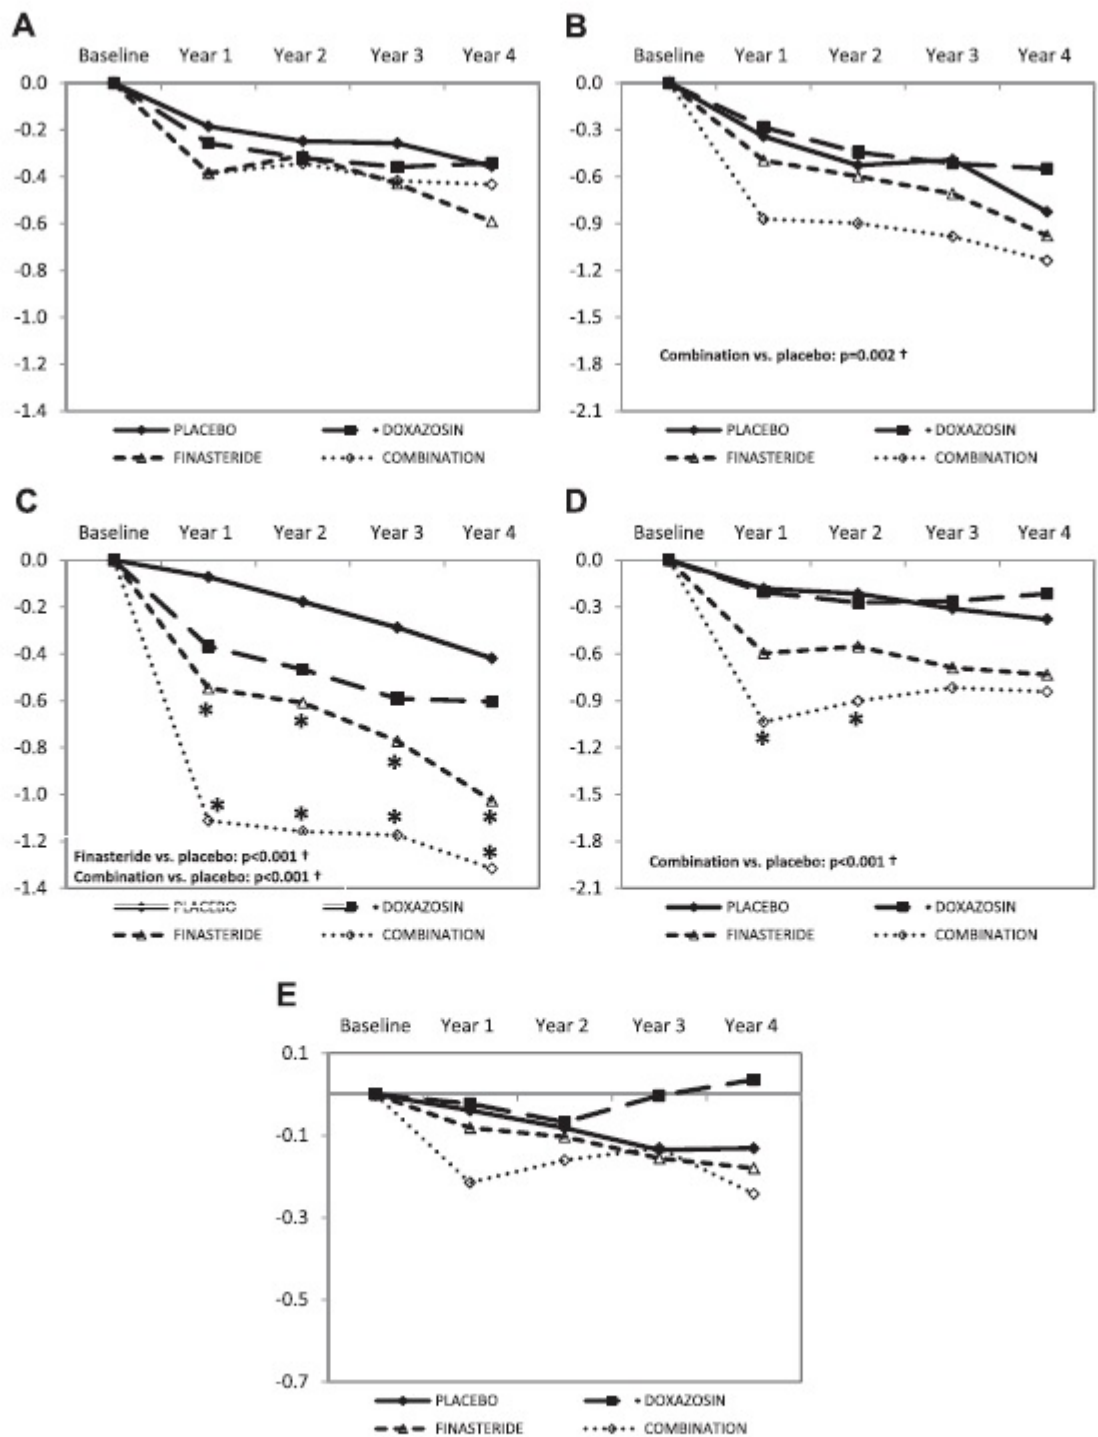 A
Baseline Year 1 Year 2 Year 3 Year 4
0.0
-0.2
-0.4
-0.6
-0.8
-1.0
-1.2
-1.4
PLACEBO DOXAZOSIN
FINASTERIDE COMBINATION
B
Baseline Year 1 Year 2 Year 3 Year 4
0.0
-0.3
-0.6
-0.9
-1.2
-1.5
-1.8
-2.1
Combination vs. placebo: p=0.002 †
PLACEBO DOXAZOSIN
FINASTERIDE COMBINATION
C
Baseline Year 1 Year 2 Year 3 Year 4
0.0
-0.2
-0.4
-0.6
-0.8
-1.0
-1.2
-1.4
* * * *
* * * *
Finasteride vs. placebo: p<0.001 †
Combination vs. placebo: p<0.001 †
PLACEBO DOXAZOSIN
FINASTERIDE COMBINATION
D
Baseline Year 1 Year 2 Year 3 Year 4
0.0
-0.3
-0.6
-0.9
-1.2
-1.5
-1.8
-2.1
* *
Combination vs. placebo: p<0.001 †
PLACEBO DOXAZOSIN
FINASTERIDE COMBINATION
E
Baseline Year 1 Year 2 Year 3 Year 4
0.1
-0.1
-0.3
-0.5
-0.7
PLACEBO DOXAZOSIN
FINASTERIDE COMBINATION